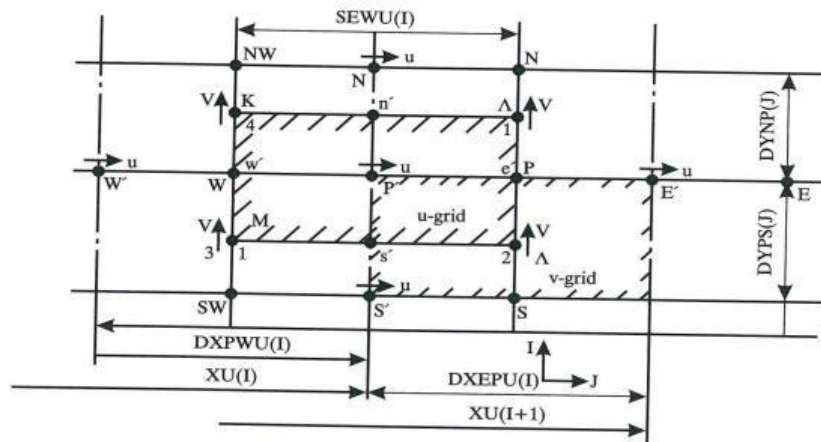 SEWU(I)
NW
u
N
N
V
K
n´
Λ
V
4
1
DYNP(J)
u
w´
u
e´
P
u
W´
W
P´
E´
E
V
M
u-grid
V
3
1
s´
2
Λ
v-grid
DYPS(J)
u
SW
S´
S
DXPWU(I)
I
J
XU(I)
DXEPU(I)
XU(I+1)